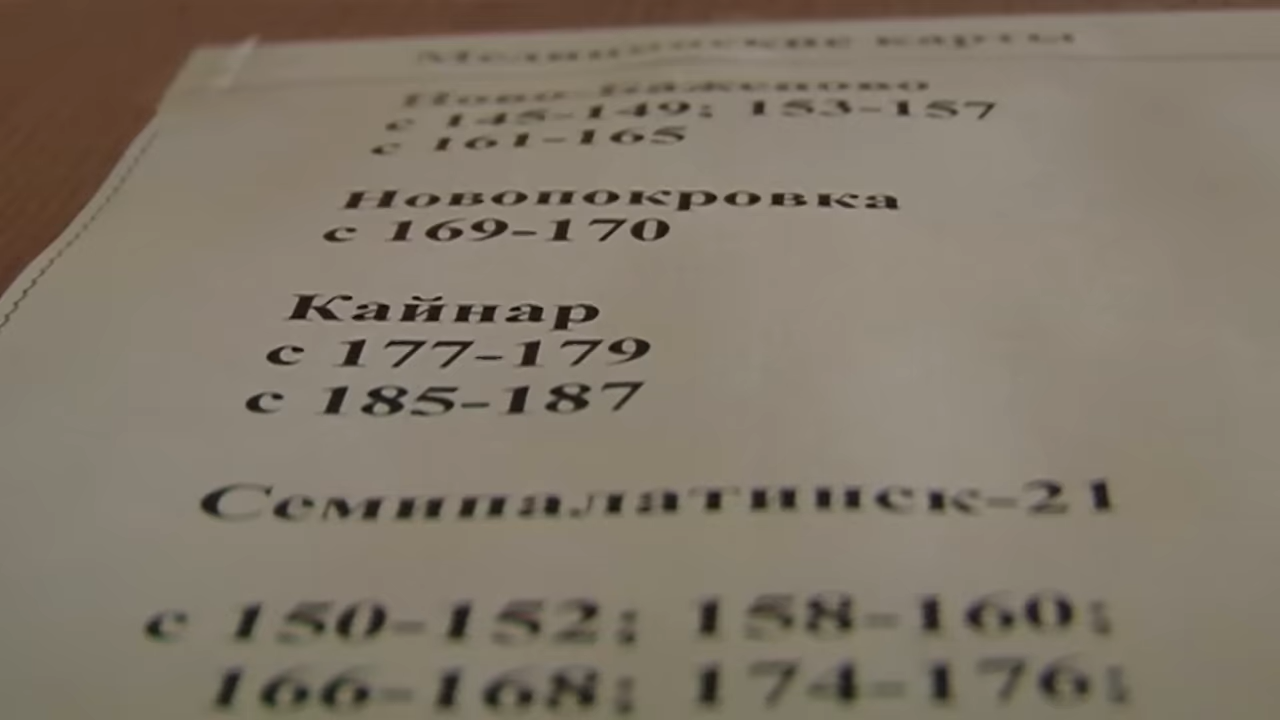 Медицинские карты
Ново-Баженово
с 145-149; 153-157
с 161-165
Новопокровка
с 169-170
Кайнар
с 177-179
с 185-187
Семипалатинск-21
с 150-152; 158-160;
166-168; 174-176;